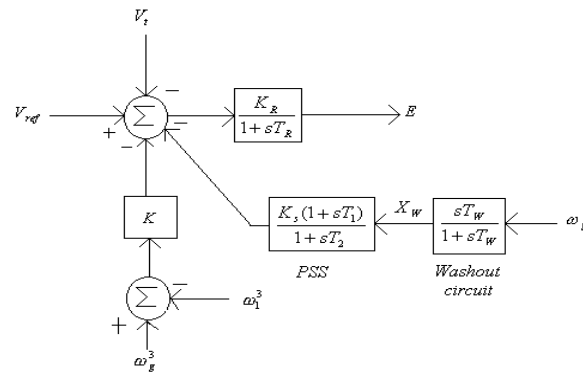 V_t
−
V_ref
+
Σ
−
−
K_R
1 + sT_R
E
K
K_s (1 + sT_1)
1 + sT_2
PSS
X_W
sT_W
1 + sT_W
Washout
circuit
Σ
−
+
ω_1^3
ω_g^3